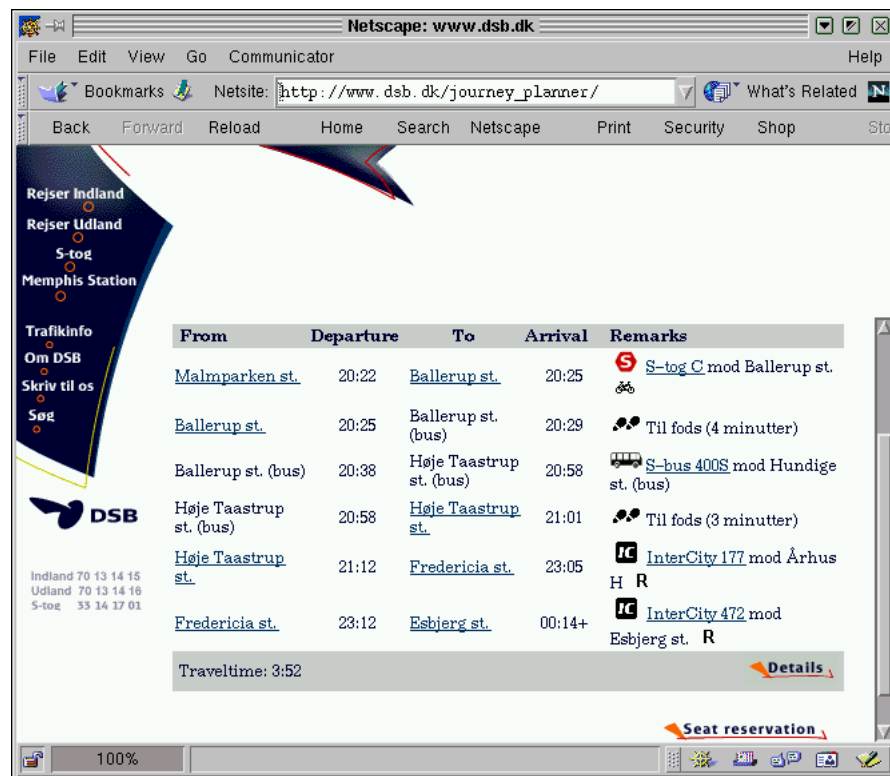 Netscape: www.dsb.dk
File Edit View Go Communicator Help
Bookmarks Netsite: http://www.dsb.dk/journey_planner/ What's Related N
Back Forward Reload Home Search Netscape Print Security Shop Sto
Rejser Indland
Rejser Udland
S-tog
Memphis Station
Trafikinfo
Om DSB
Skriv til os
Søg
DSB
Indland 70 13 14 15
Udland 70 13 14 16
S-tog 33 14 17 01
From Departure To Arrival Remarks
Malmparken st. 20:22 Ballerup st. 20:25 S S-tog C mod Ballerup st.
Ballerup st. 20:25 Ballerup st. (bus) 20:29 Til fods (4 minutter)
Ballerup st. (bus) 20:38 Høje Taastrup st. (bus) 20:58 S-bus 400S mod Hundige st. (bus)
Høje Taastrup st. (bus) 20:58 Høje Taastrup st. 21:01 Til fods (3 minutter)
Høje Taastrup st. 21:12 Fredericia st. 23:05 IC InterCity 177 mod Århus H R
Fredericia st. 23:12 Esbjerg st. 00:14+ IC InterCity 472 mod Esbjerg st. R
Traveltime: 3:52 Details
Seat reservation
100%